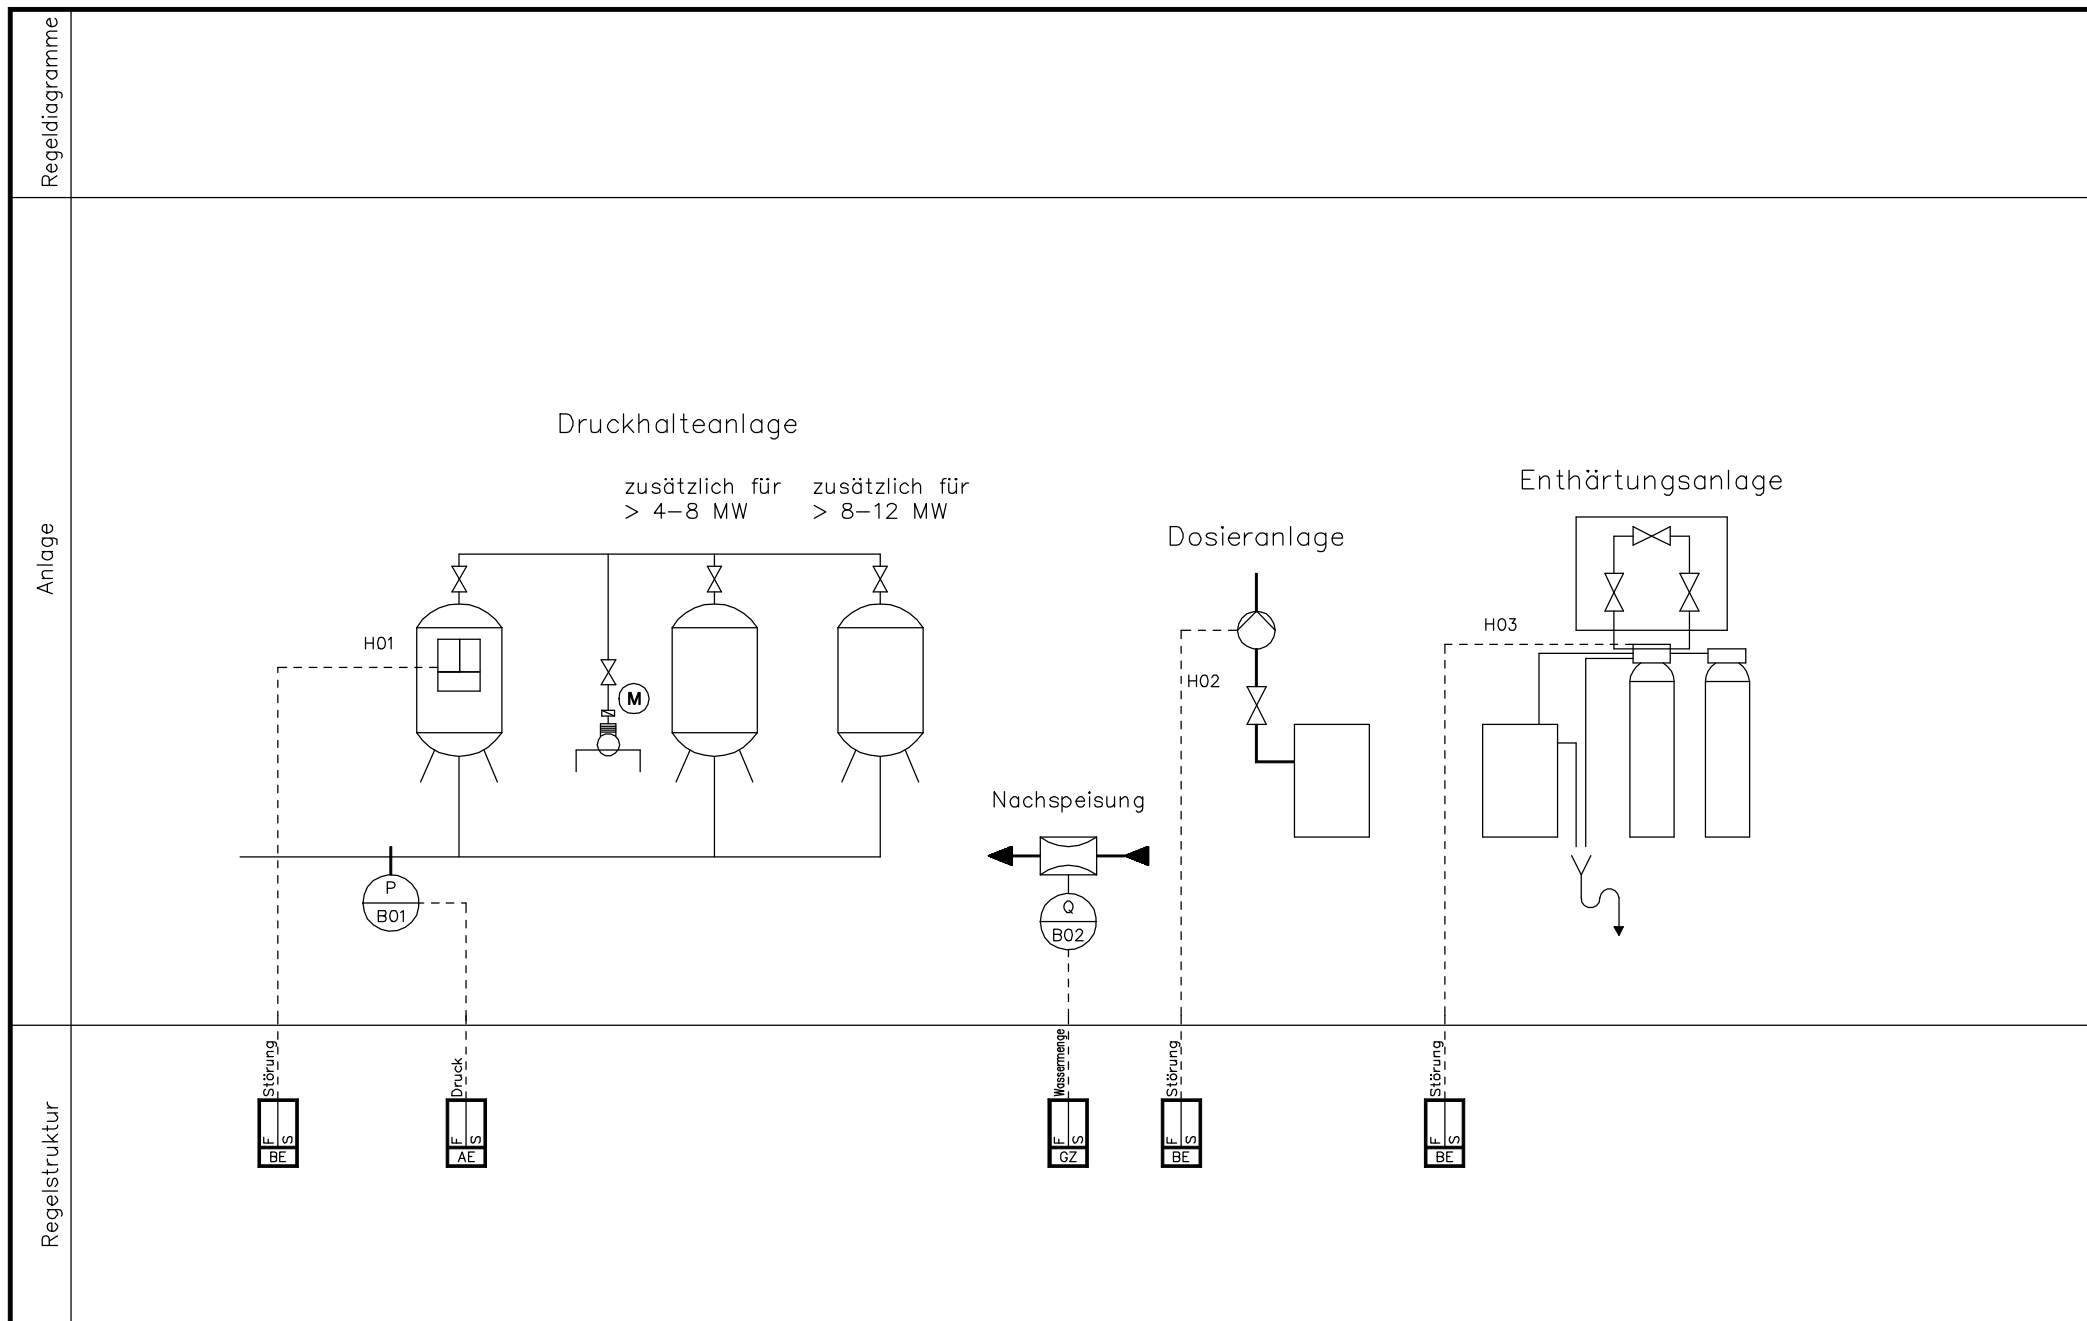 Regeldiagramme
Anlage
Druckhalteanlage
zusätzlich für
> 4-8 MW
zusätzlich für
> 8-12 MW
Enthärtungsanlage
Dosieranlage
H01
M
H02
H03
Nachspeisung
P
B01
Q
B02
Regelstruktur
Störung
F S
BE
Druck
F S
AE
Wassermenge
F S
GZ
Störung
F S
BE
Störung
F S
BE